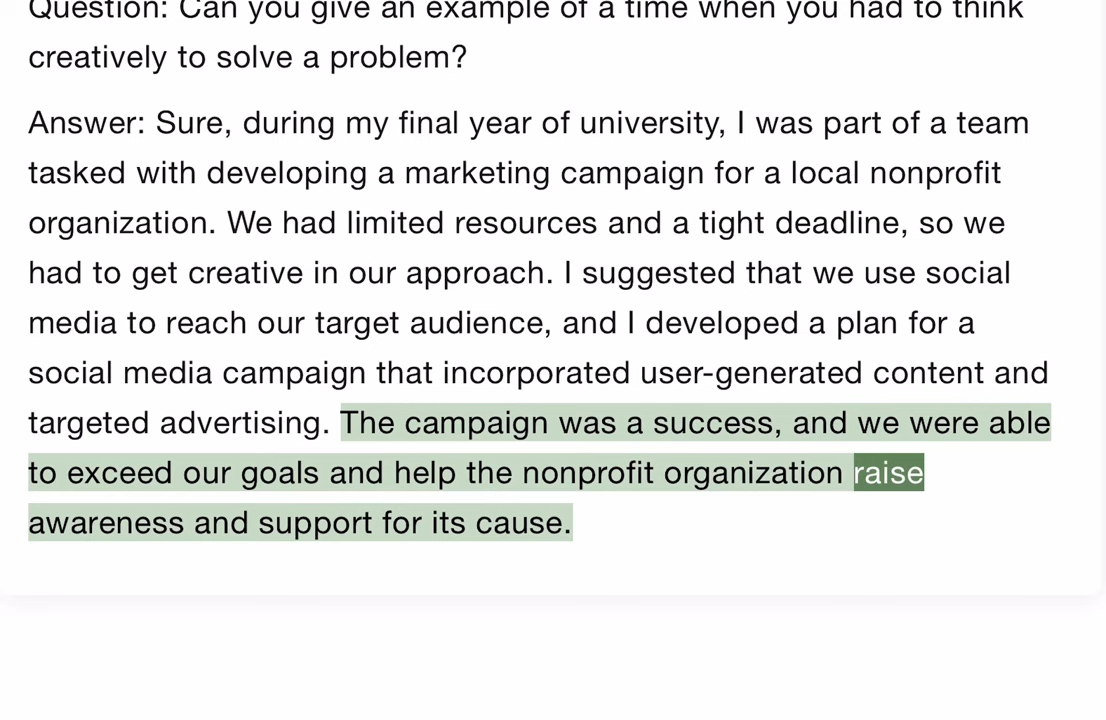 Question: Can you give an example of a time when you had to think
creatively to solve a problem?
Answer: Sure, during my final year of university, I was part of a team
tasked with developing a marketing campaign for a local nonprofit
organization. We had limited resources and a tight deadline, so we
had to get creative in our approach. I suggested that we use social
media to reach our target audience, and I developed a plan for a
social media campaign that incorporated user-generated content and
targeted advertising. The campaign was a success, and we were able
to exceed our goals and help the nonprofit organization raise
awareness and support for its cause.